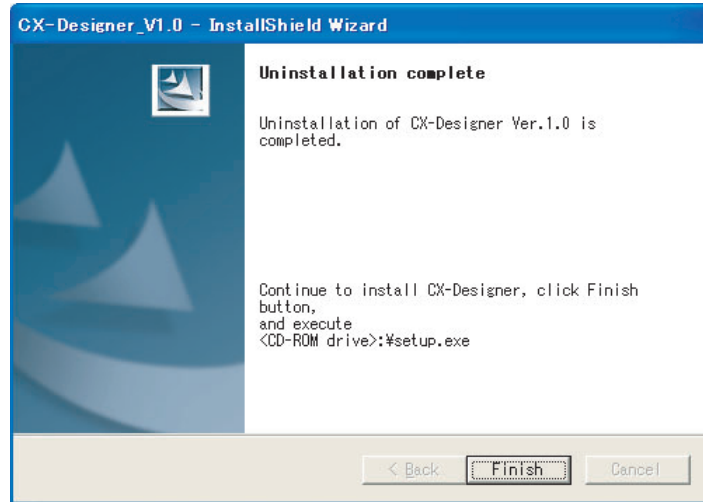 CX-Designer_V1.0 - InstallShield Wizard
Uninstallation complete
Uninstallation of CX-Designer Ver.1.0 is
completed.
Continue to install CX-Designer, click Finish
button,
and execute
<CD-ROM drive>:¥setup.exe
< Back
Finish
Cancel